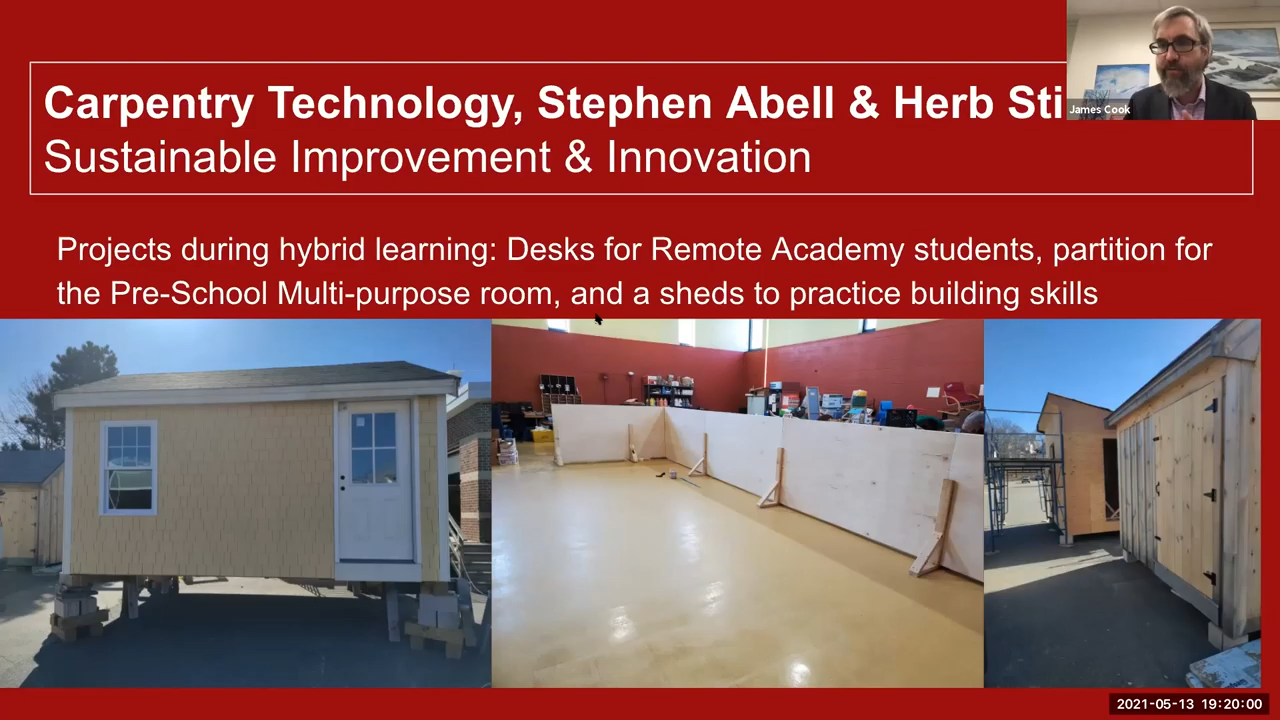 Carpentry Technology, Stephen Abell & Herb Sti
Sustainable Improvement & Innovation
James Cook
Projects during hybrid learning: Desks for Remote Academy students, partition for
the Pre-School Multi-purpose room, and a sheds to practice building skills
2021-05-13 19:20:00